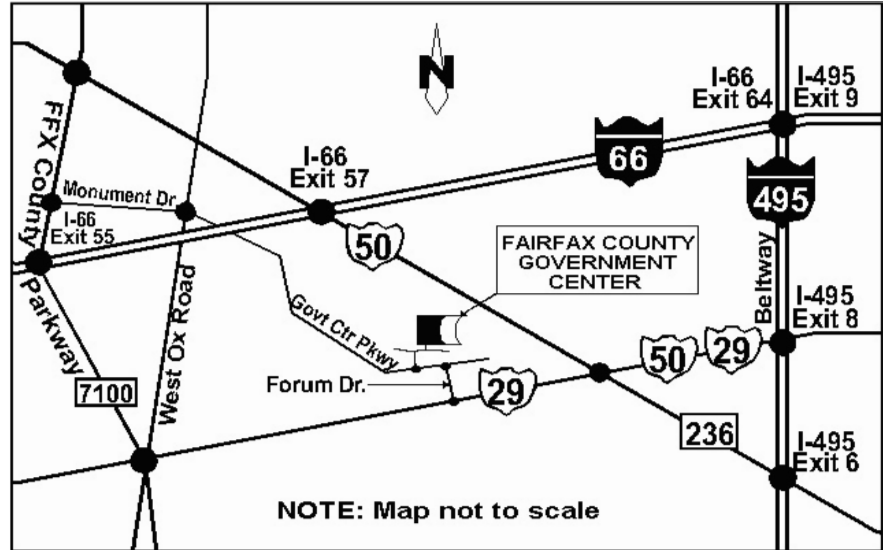 N
I-66
Exit 64
I-495
Exit 9
FFX County
66
I-66
Exit 57
Monument Dr.
495
I-66
Exit 55
50
FAIRFAX COUNTY
GOVERNMENT
CENTER
Parkway
West Ox Road
Govt Ctr Pkwy
Beltway
I-495
Exit 8
50
29
Forum Dr.
29
7100
236
I-495
Exit 6
NOTE: Map not to scale